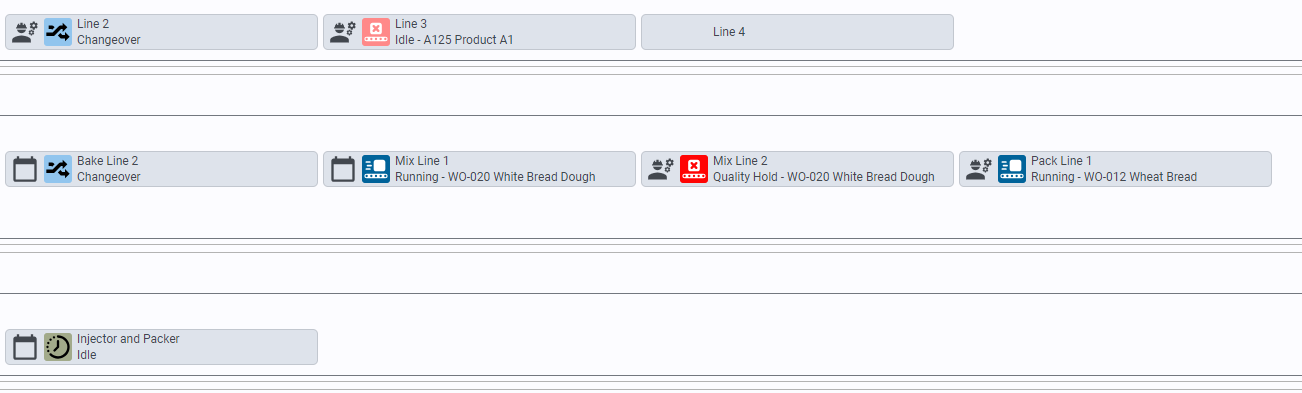 Line 2
Changeover
Line 3
Idle - A125 Product A1
Line 4
Bake Line 2
Changeover
Mix Line 1
Running - WO-020 White Bread Dough
Mix Line 2
Quality Hold - WO-020 White Bread Dough
Pack Line 1
Running - WO-012 Wheat Bread
Injector and Packer
Idle